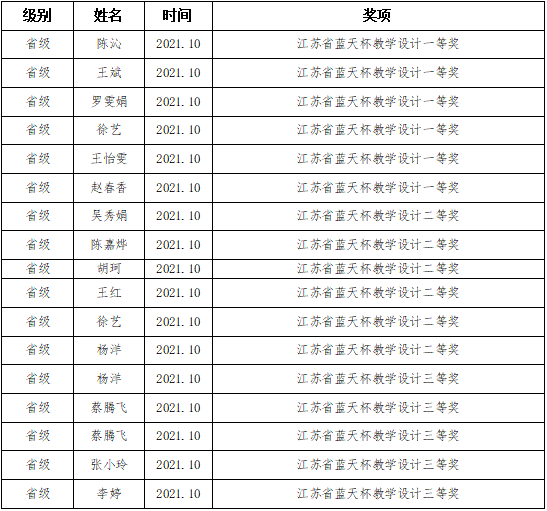 级别 姓名 时间 奖项
省级 陈沁 2021.10 江苏省蓝天杯教学设计一等奖
省级 王斌 2021.10 江苏省蓝天杯教学设计一等奖
省级 罗雯娟 2021.10 江苏省蓝天杯教学设计一等奖
省级 徐艺 2021.10 江苏省蓝天杯教学设计一等奖
省级 王怡雯 2021.10 江苏省蓝天杯教学设计一等奖
省级 赵春香 2021.10 江苏省蓝天杯教学设计一等奖
省级 吴秀娟 2021.10 江苏省蓝天杯教学设计二等奖
省级 陈嘉烨 2021.10 江苏省蓝天杯教学设计二等奖
省级 胡珂 2021.10 江苏省蓝天杯教学设计二等奖
省级 王红 2021.10 江苏省蓝天杯教学设计二等奖
省级 徐艺 2021.10 江苏省蓝天杯教学设计二等奖
省级 杨洋 2021.10 江苏省蓝天杯教学设计二等奖
省级 杨洋 2021.10 江苏省蓝天杯教学设计三等奖
省级 蔡腾飞 2021.10 江苏省蓝天杯教学设计三等奖
省级 蔡腾飞 2021.10 江苏省蓝天杯教学设计三等奖
省级 张小玲 2021.10 江苏省蓝天杯教学设计三等奖
省级 李婷 2021.10 江苏省蓝天杯教学设计三等奖